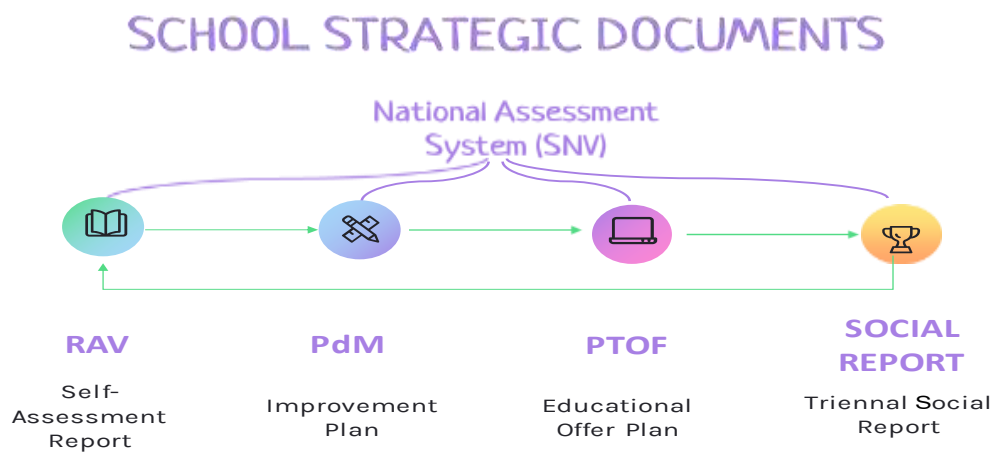 SCHOOL STRATEGIC DOCUMENTS
National Assessment
System (SNV)
RAV
Self-
Assessment
Report
PdM
Improvement
Plan
PTOF
Educational
Offer Plan
SOCIAL
REPORT
Triennal Social
Report